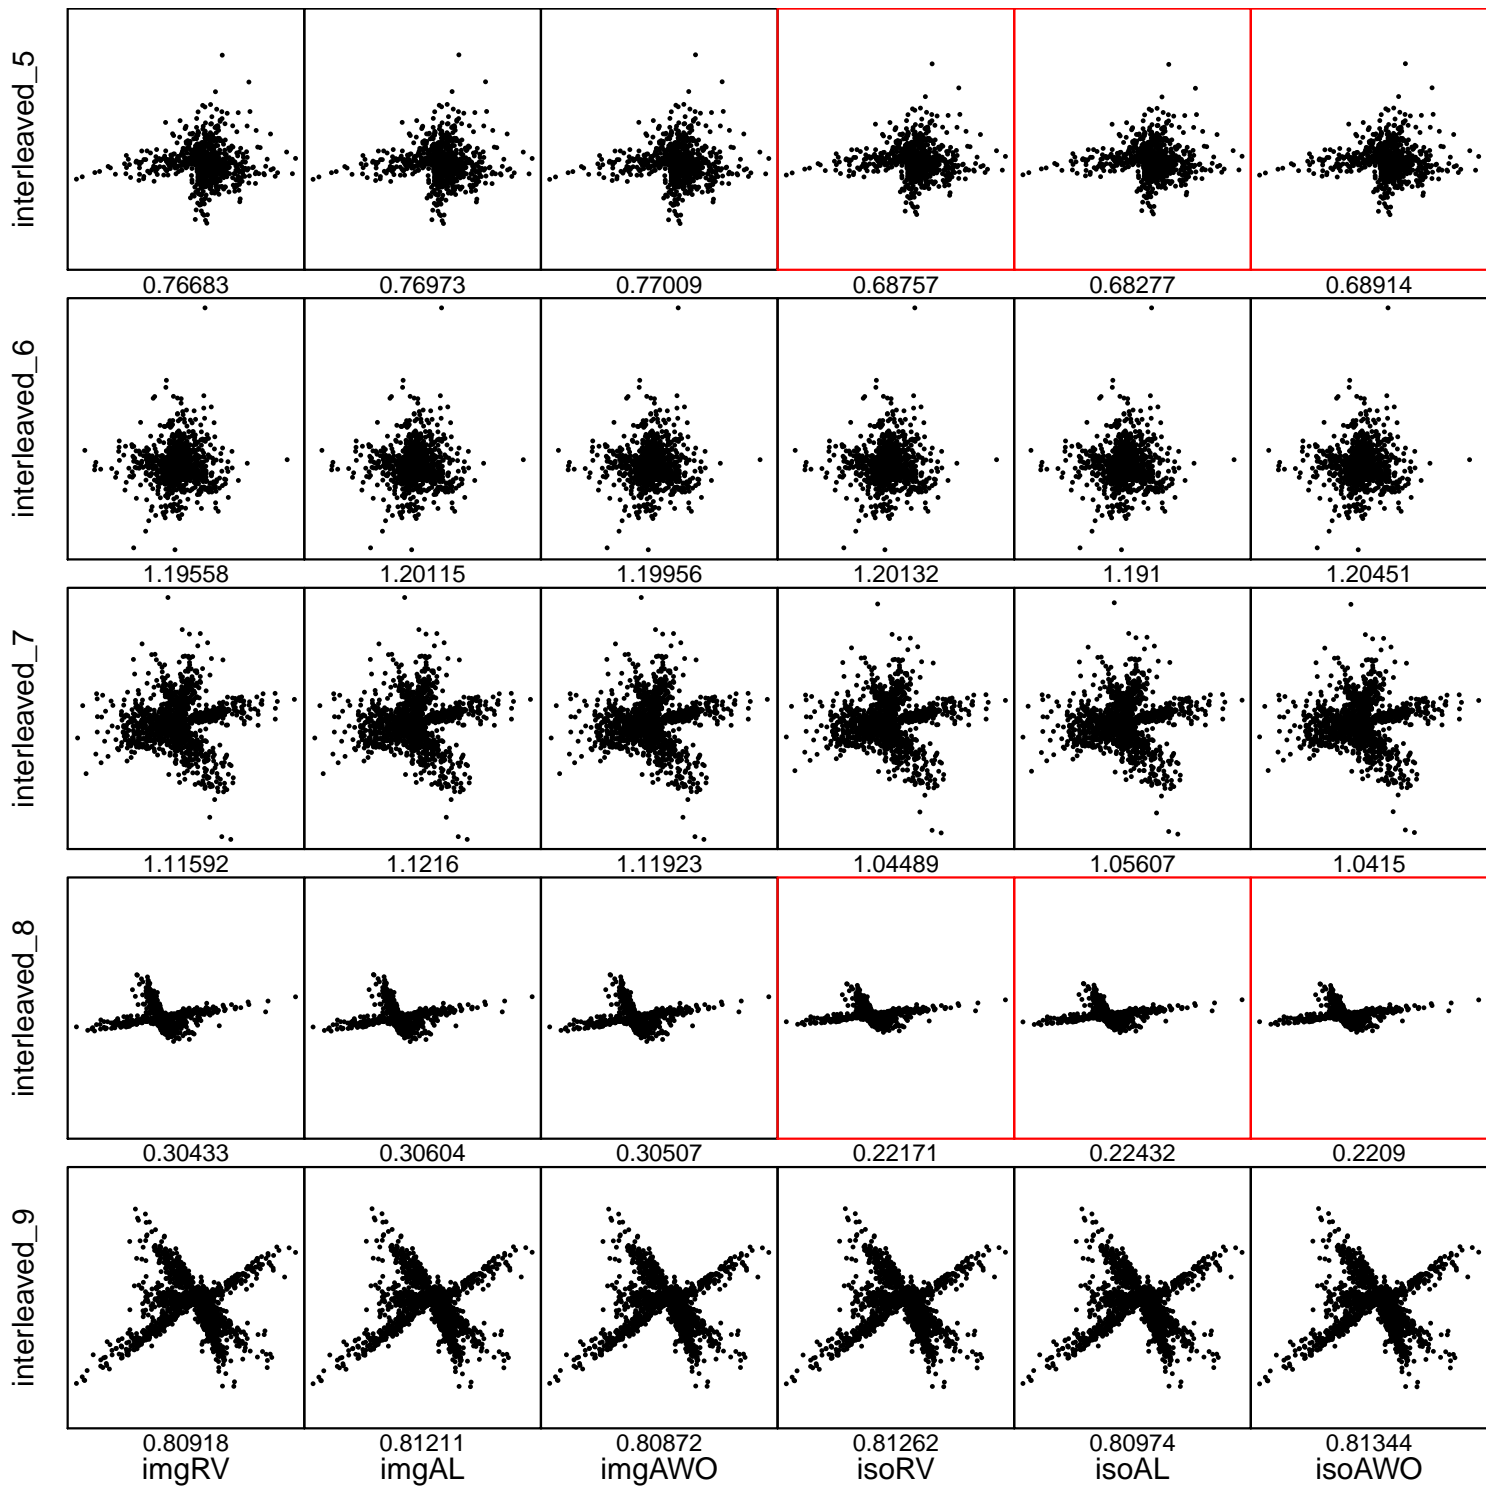 interleaved_5
0.76683 0.76973 0.77009 0.68757 0.68277 0.68914
interleaved_6
1.19558 1.20115 1.19956 1.20132 1.191 1.20451
interleaved_7
1.11592 1.1216 1.11923 1.04489 1.05607 1.0415
interleaved_8
0.30433 0.30604 0.30507 0.22171 0.22432 0.2209
interleaved_9
0.80918 0.81211 0.80872 0.81262 0.80974 0.81344
imgRV imgAL imgAWO isoRV isoAL isoAWO